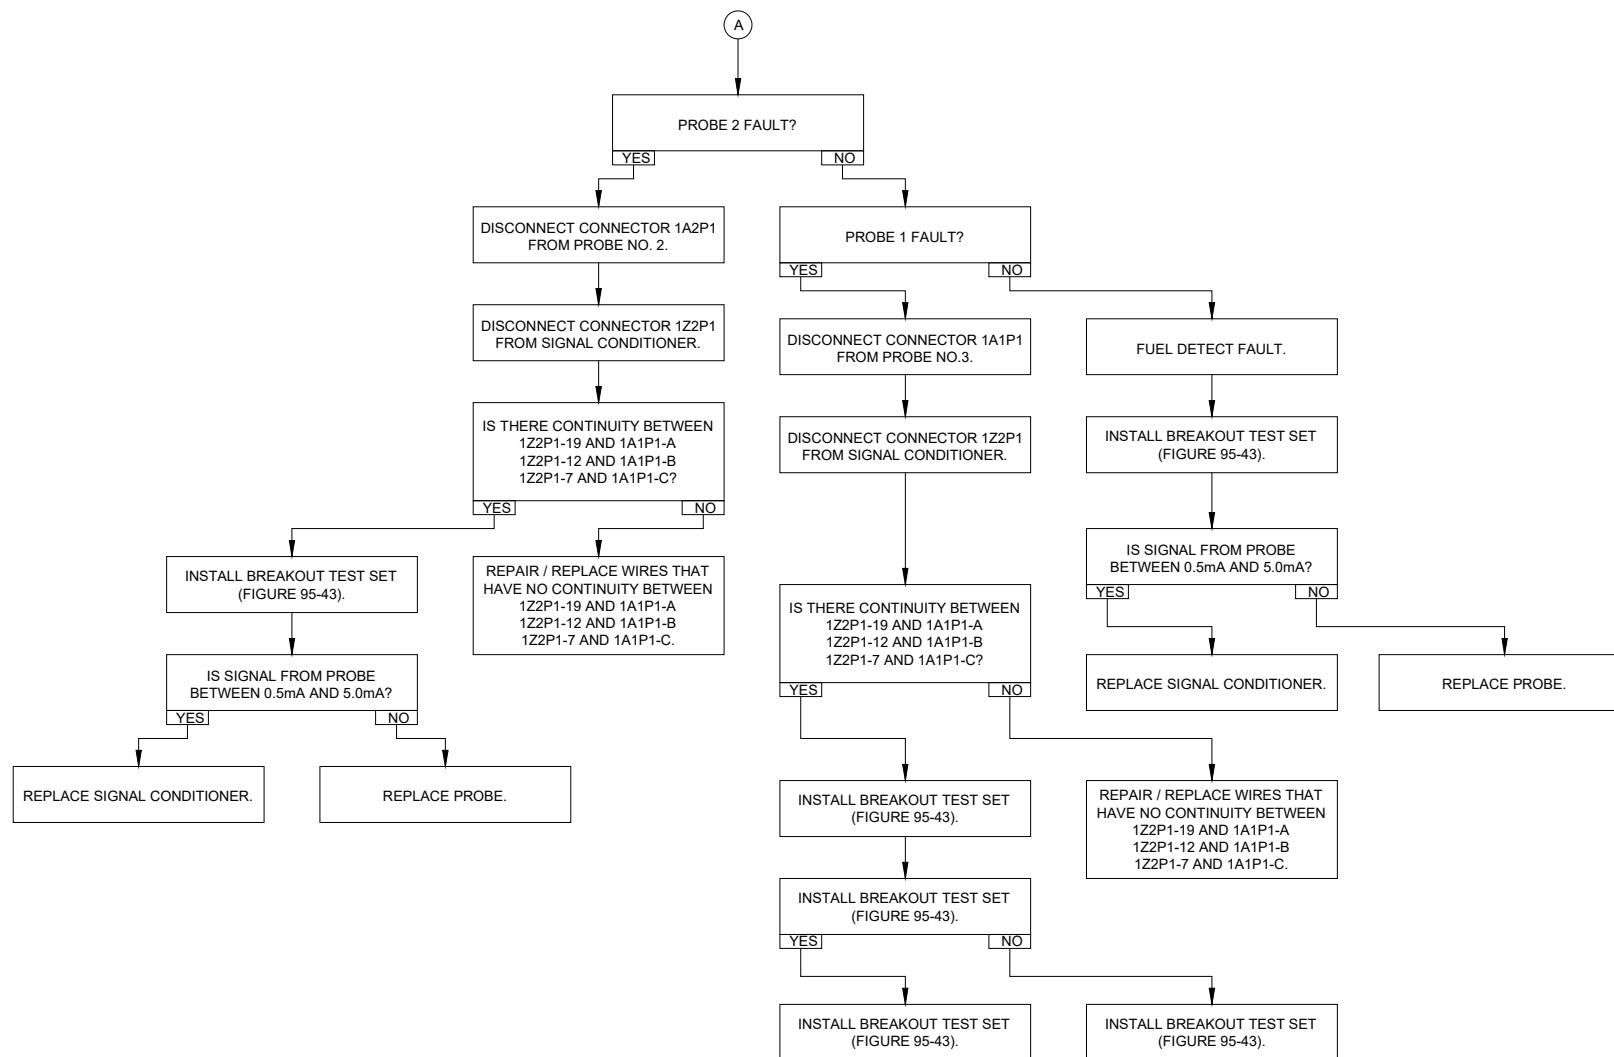 A
PROBE 2 FAULT?
YES
NO
DISCONNECT CONNECTOR 1A2P1
FROM PROBE NO. 2.
PROBE 1 FAULT?
YES
NO
DISCONNECT CONNECTOR 1Z2P1
FROM SIGNAL CONDITIONER.
DISCONNECT CONNECTOR 1A1P1
FROM PROBE NO.3.
FUEL DETECT FAULT.
IS THERE CONTINUITY BETWEEN
1Z2P1-19 AND 1A1P1-A
1Z2P1-12 AND 1A1P1-B
1Z2P1-7 AND 1A1P1-C?
YES
NO
DISCONNECT CONNECTOR 1Z2P1
FROM SIGNAL CONDITIONER.
INSTALL BREAKOUT TEST SET
(FIGURE 95-43).
INSTALL BREAKOUT TEST SET
(FIGURE 95-43).
REPAIR / REPLACE WIRES THAT
HAVE NO CONTINUITY BETWEEN
1Z2P1-19 AND 1A1P1-A
1Z2P1-12 AND 1A1P1-B
1Z2P1-7 AND 1A1P1-C.
IS THERE CONTINUITY BETWEEN
1Z2P1-19 AND 1A1P1-A
1Z2P1-12 AND 1A1P1-B
1Z2P1-7 AND 1A1P1-C?
YES
NO
IS SIGNAL FROM PROBE
BETWEEN 0.5mA AND 5.0mA?
YES
NO
IS SIGNAL FROM PROBE
BETWEEN 0.5mA AND 5.0mA?
YES
NO
REPLACE SIGNAL CONDITIONER.
REPLACE PROBE.
REPLACE SIGNAL CONDITIONER.
REPLACE PROBE.
INSTALL BREAKOUT TEST SET
(FIGURE 95-43).
REPAIR / REPLACE WIRES THAT
HAVE NO CONTINUITY BETWEEN
1Z2P1-19 AND 1A1P1-A
1Z2P1-12 AND 1A1P1-B
1Z2P1-7 AND 1A1P1-C.
INSTALL BREAKOUT TEST SET
(FIGURE 95-43).
YES
NO
INSTALL BREAKOUT TEST SET
(FIGURE 95-43).
INSTALL BREAKOUT TEST SET
(FIGURE 95-43).